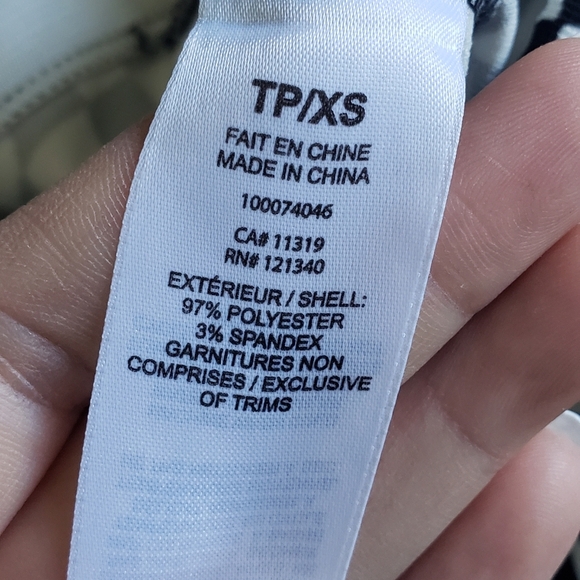 TP/XS
FAIT EN CHINE
MADE IN CHINA
100074046
CA# 11319
RN# 121340
EXTÉRIEUR / SHELL:
97% POLYESTER
3% SPANDEX
GARNITURES NON
COMPRISES / EXCLUSIVE
OF TRIMS